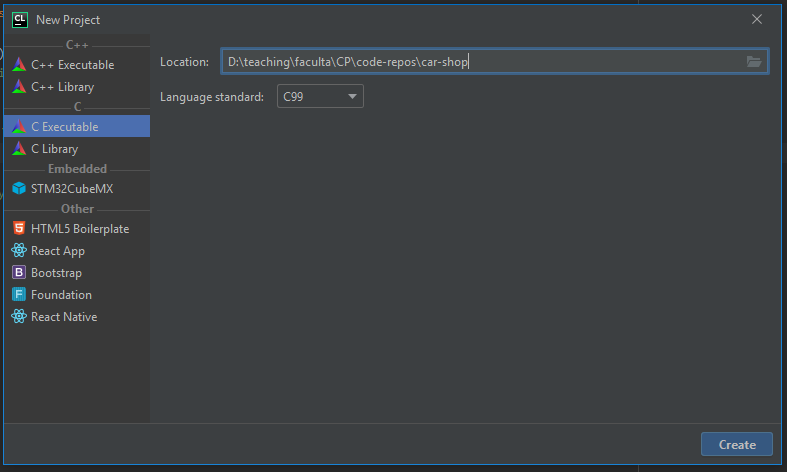 CL New Project
C++
C++ Executable
C++ Library
C
C Executable
C Library
Embedded
STM32CubeMX
Other
HTML5 Boilerplate
React App
B Bootstrap
F Foundation
React Native
Location: D:\teaching\faculta\CP\code-repos\car-shop
Language standard: C99
Create